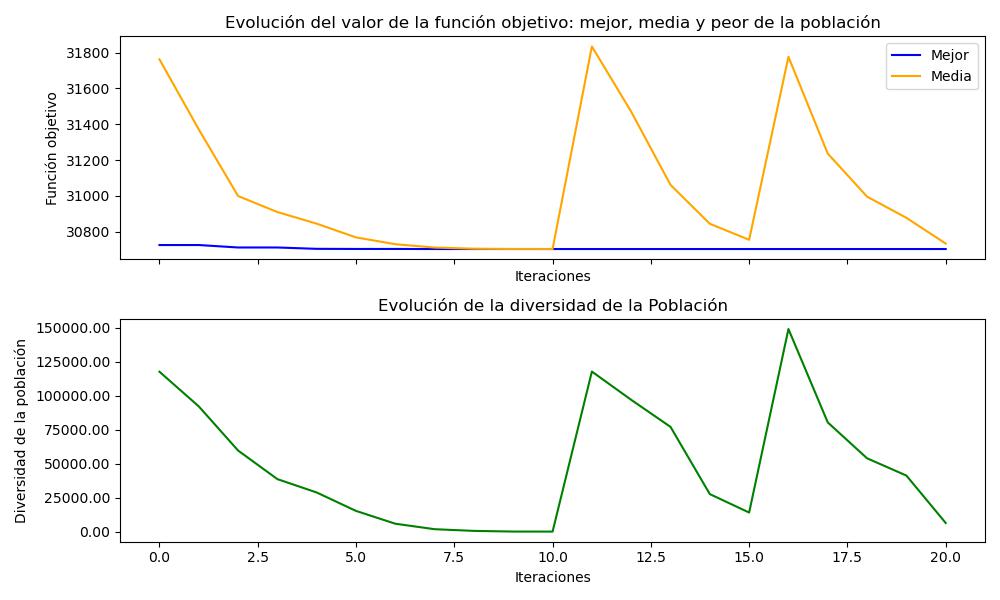 Evolución del valor de la función objetivo: mejor, media y peor de la población
31800
31600
31400
31200
31000
30800
Función objetivo
Mejor
Media
Iteraciones
Evolución de la diversidad de la Población
150000.00
125000.00
100000.00
75000.00
50000.00
25000.00
0.00
Diversidad de la población
0.0 2.5 5.0 7.5 10.0 12.5 15.0 17.5 20.0
Iteraciones